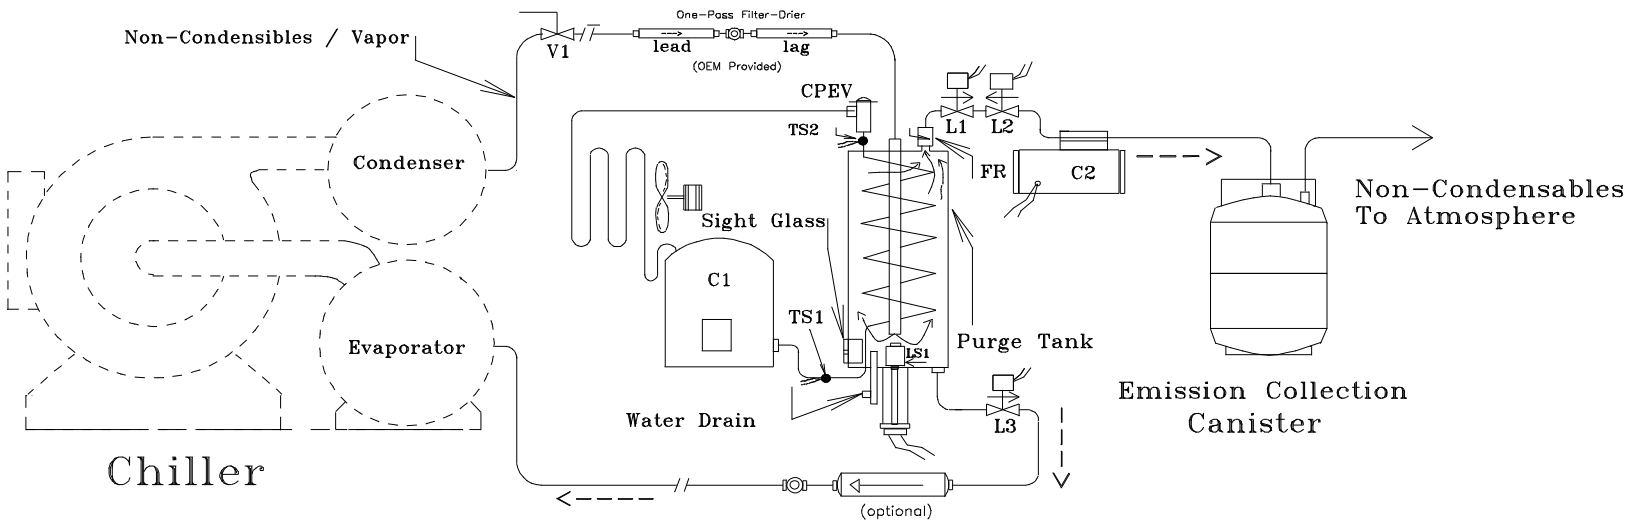 One-Pass Filter-Drier
Non-Condensibles / Vapor
V1
lead
lag
(OEM Provided)
CPEV
TS2
L1
L2
Condenser
FR
C2
Non-Condensables
To Atmosphere
Sight Glass
C1
TS1
Evaporator
LS1
Purge Tank
Emission Collection
Canister
Water Drain
L3
Chiller
(optional)